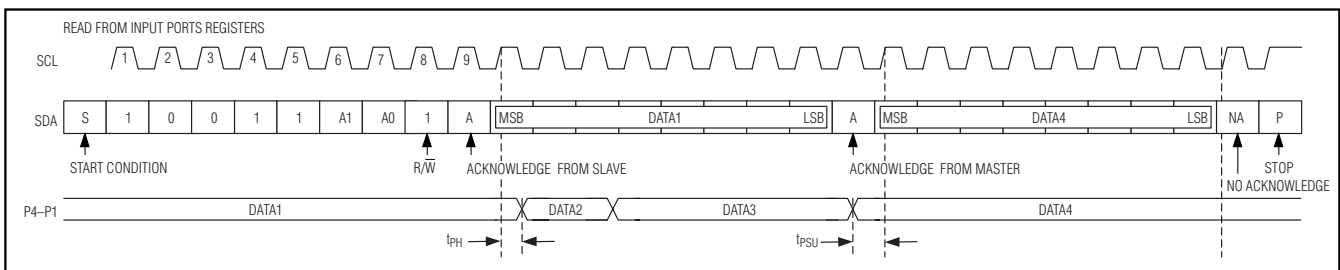 READ FROM INPUT PORTS REGISTERS
SCL 1 2 3 4 5 6 7 8 9
SDA S 1 0 0 1 1 A1 A0 1 A MSB DATA1 LSB A MSB DATA4 LSB NA P
START CONDITION R/W̅ ACKNOWLEDGE FROM SLAVE ACKNOWLEDGE FROM MASTER STOP
NO ACKNOWLEDGE
P4–P1 DATA1 DATA2 DATA3 DATA4
tPH tPSU